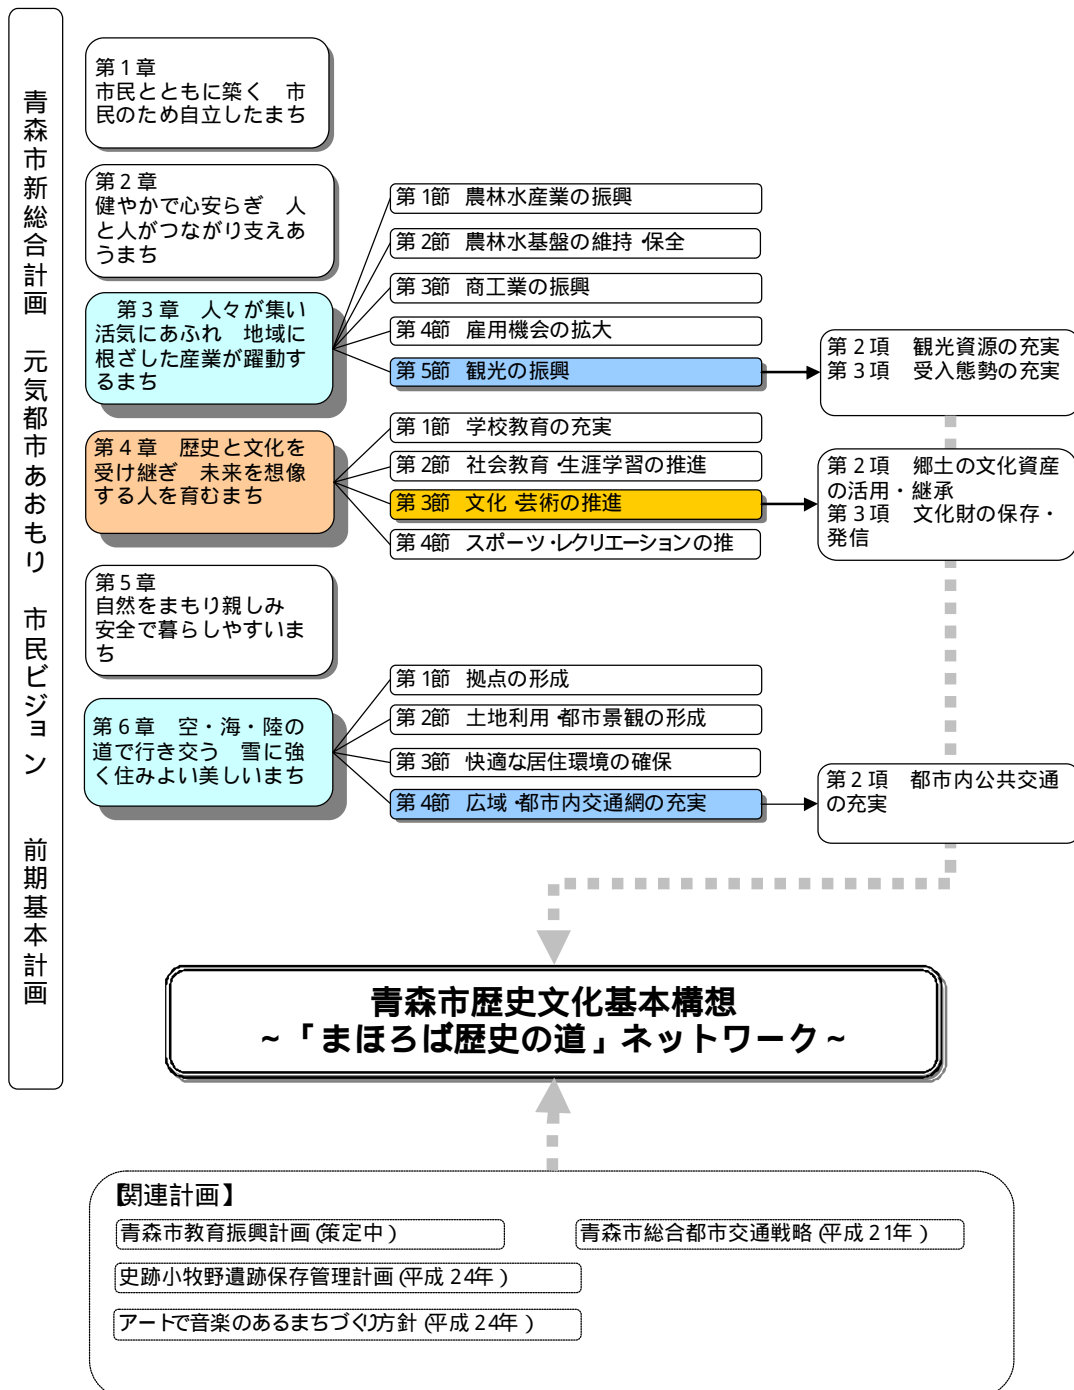 青森市新総合計画　元気都市あおもり　市民ビジョン　前期基本計画
第１章
市民とともに築く　市
民のため自立したまち
第２章
健やかで心安らぎ　人
と人がつながり支えあ
うまち
第３章　人々が集い
活気にあふれ　地域に
根ざした産業が躍動す
るまち
第1節 農林水産業の振興
第2節 農林水基盤の維持・保全
第3節 商工業の振興
第4節 雇用機会の拡大
第5節 観光の振興
第２項　観光資源の充実
第３項　受入態勢の充実
第４章　歴史と文化を
受け継ぎ　未来を想像
する人を育むまち
第1節 学校教育の充実
第2節 社会教育・生涯学習の推進
第3節 文化・芸術の推進
第4節 スポーツ・レクリエーションの推
第２項　郷土の文化資産
の活用・継承
第３項　文化財の保存・
発信
第５章
自然をまもり親しみ
安全で暮らしやすいま
ち
第６章　空・海・陸の
道で行き交う　雪に強
く住みよい美しいまち
第1節 拠点の形成
第2節 土地利用・都市景観の形成
第3節 快適な居住環境の確保
第4節 広域・都市内交通網の充実
第２項　都市内公共交通
の充実
青森市歴史文化基本構想
～「まほろば歴史の道」ネットワーク～
【関連計画】
青森市教育振興計画（策定中）
青森市総合都市交通戦略（平成21年）
史跡小牧野遺跡保存管理計画（平成24年）
アートで音楽のあるまちづくり方針（平成24年）